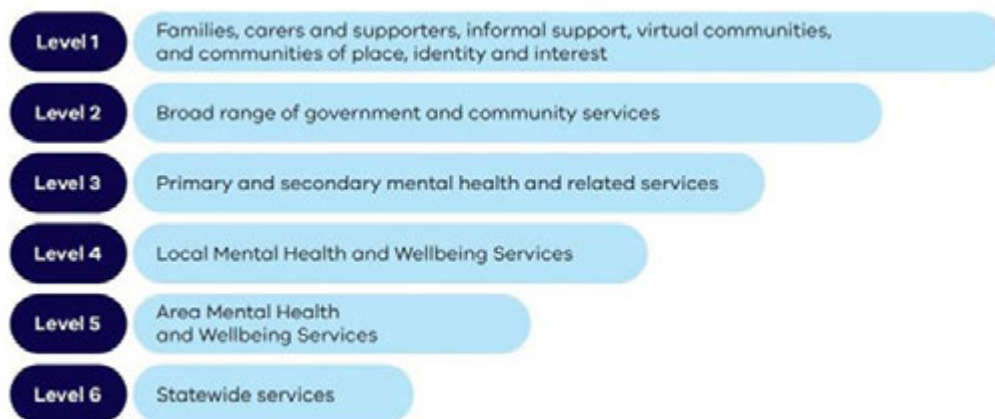 Level 1
Families, carers and supporters, informal support, virtual communities,
and communities of place, identity and interest
Level 2
Broad range of government and community services
Level 3
Primary and secondary mental health and related services
Level 4
Local Mental Health and Wellbeing Services
Level 5
Area Mental Health
and Wellbeing Services
Level 6
Statewide services